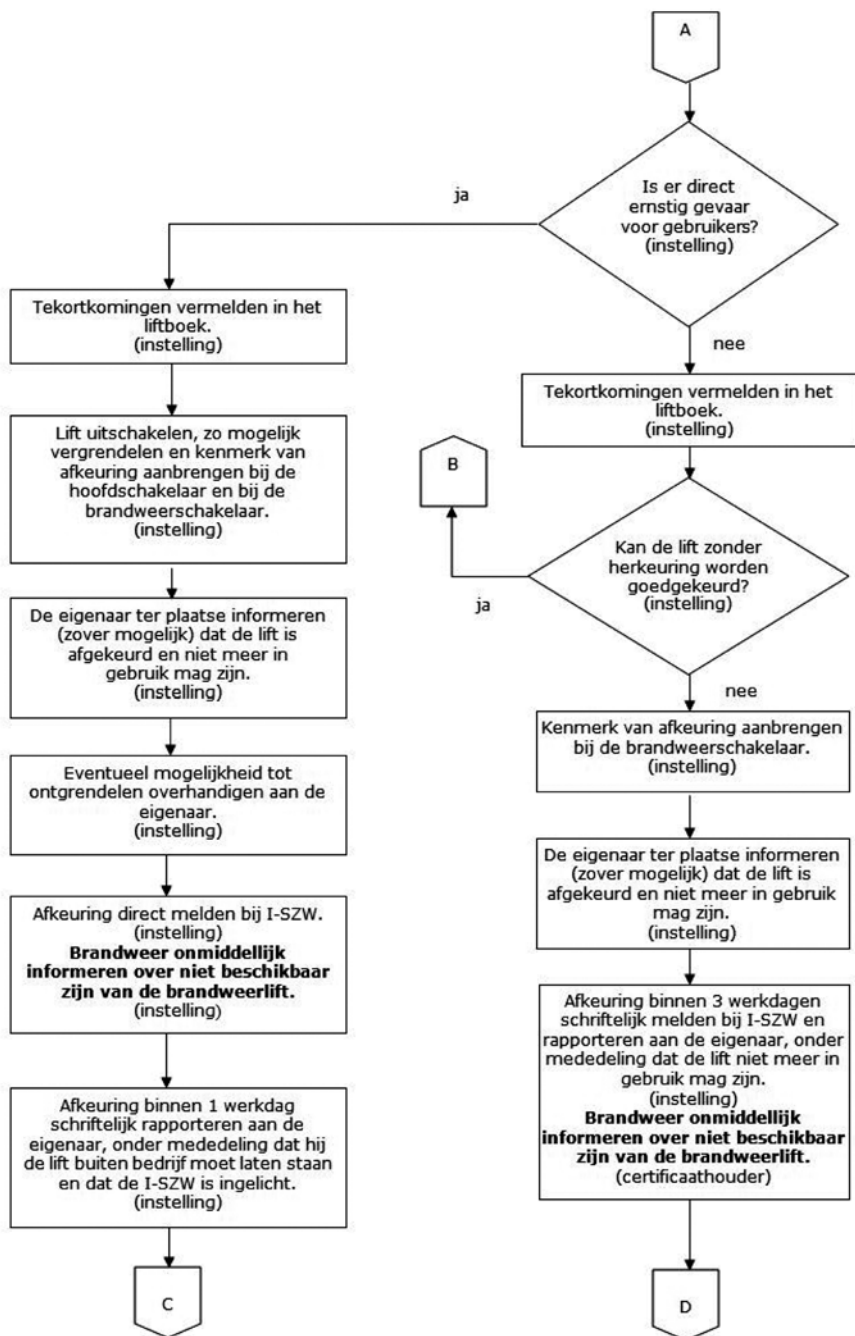 A
Is er direct
ernstig gevaar
voor gebruikers?
(instelling)
ja
nee
Tekortkomingen vermelden in het
liftboek.
(instelling)
Lift uitschakelen, zo mogelijk
vergrendelen en kenmerk van
afkeuring aanbrengen bij de
hoofdschakelaar en bij de
brandweerschakelaar.
(instelling)
De eigenaar ter plaatse informeren
(zover mogelijk) dat de lift is
afgekeurd en niet meer in
gebruik mag zijn.
(instelling)
Eventueel mogelijkheid tot
ontgrendelen overhandigen aan de
eigenaar.
(instelling)
Afkeuring direct melden bij I-SZW.
(instelling)
Brandweer onmiddellijk
informeren over niet beschikbaar
zijn van de brandweerlift.
(instelling)
Afkeuring binnen 1 werkdag
schriftelijk rapporteren aan de
eigenaar, onder mededeling dat hij
de lift buiten bedrijf moet laten staan
en dat de I-SZW is ingelicht.
(instelling)
C
Tekortkomingen vermelden in het
liftboek.
(instelling)
B
Kan de lift zonder
herkeuring worden
goedgekeurd?
(instelling)
ja
nee
Kenmerk van afkeuring aanbrengen
bij de brandweerschakelaar.
(instelling)
De eigenaar ter plaatse informeren
(zover mogelijk) dat de lift is
afgekeurd en niet meer in gebruik
mag zijn.
(instelling)
Afkeuring binnen 3 werkdagen
schriftelijk melden bij I-SZW en
rapporteren aan de eigenaar, onder
mededeling dat de lift niet meer in
gebruik mag zijn.
(instelling)
Brandweer onmiddellijk
informeren over niet beschikbaar
zijn van de brandweerlift.
(certificaathouder)
D